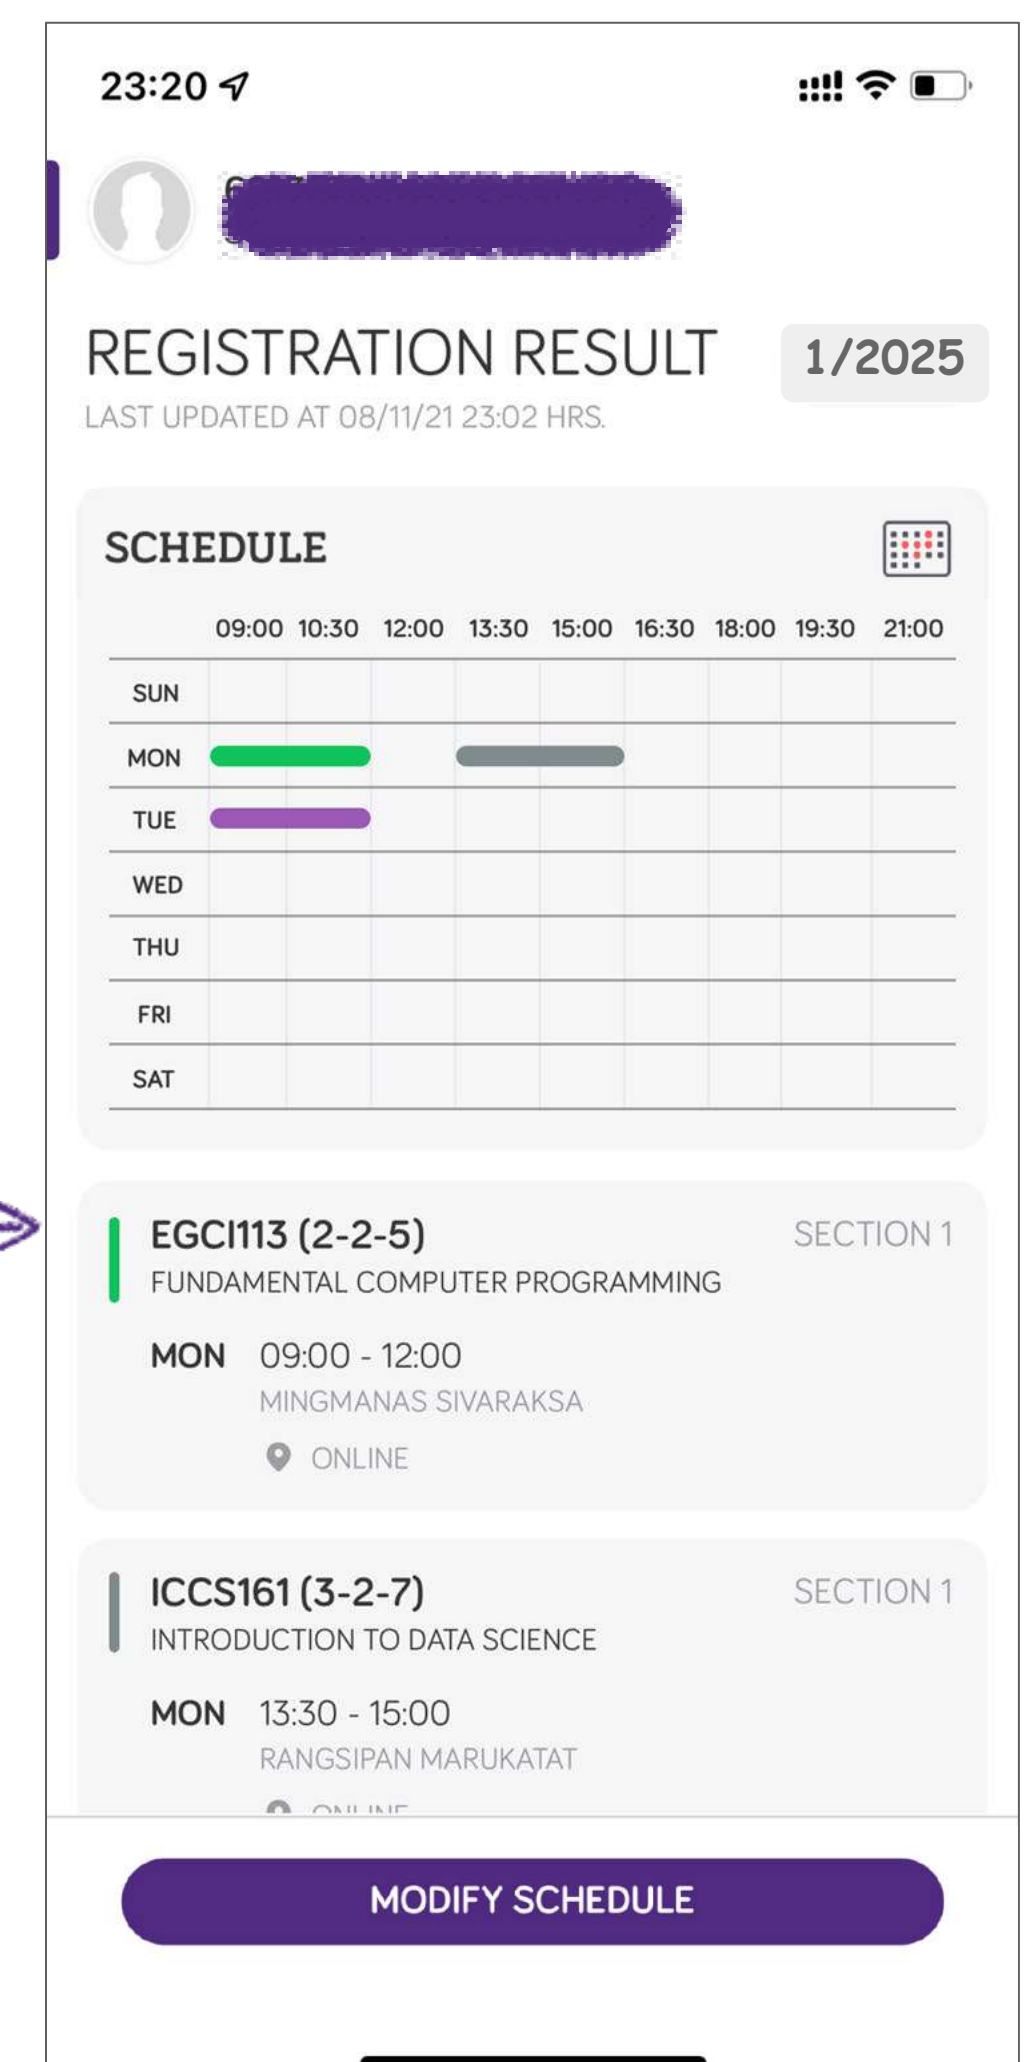 23:20
REGISTRATION RESULT 1/2025
LAST UPDATED AT 08/11/21 23:02 HRS.
SCHEDULE
09:00 10:30 12:00 13:30 15:00 16:30 18:00 19:30 21:00
SUN
MON
TUE
WED
THU
FRI
SAT
EGCI113 (2-2-5) SECTION 1
FUNDAMENTAL COMPUTER PROGRAMMING
MON 09:00 - 12:00
MINGMANAS SIVARAKSA
ONLINE
ICCS161 (3-2-7) SECTION 1
INTRODUCTION TO DATA SCIENCE
MON 13:30 - 15:00
RANGSIPAN MARUKATAT
ONLINE
MODIFY SCHEDULE